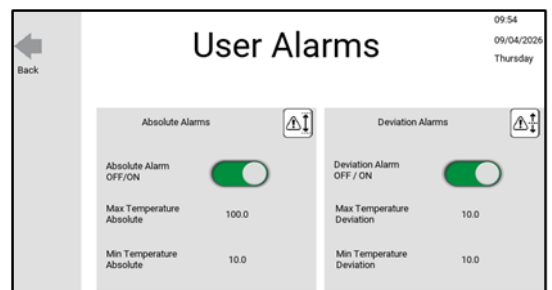 09:54
User Alarms
09/04/2026
Thursday
Back
Absolute Alarms
Absolute Alarm
OFF/ON
Max Temperature
Absolute
100.0
Min Temperature
Absolute
10.0
Deviation Alarms
Deviation Alarm
OFF / ON
Max Temperature
Deviation
10.0
Min Temperature
Deviation
10.0